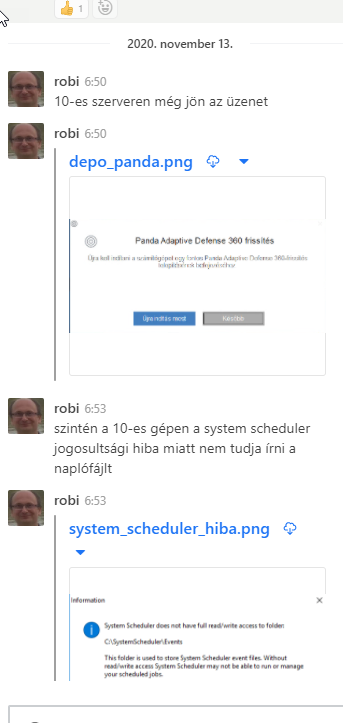 1
2020. november 13.
robi 6:50
10-es szerveren még jön az üzenet
robi 6:50
depo_panda.png
Panda Adaptive Defense 360 frissítés
Újra kell indítani a számítógépet egy fontos Panda Adaptive Defense 360 frissítés
telepítésének befejezéséhez
Újraindítás most Később
robi 6:53
szintén a 10-es gépen a system scheduler
jogosultsági hiba miatt nem tudja írni a
naplófájlt
robi 6:53
system_scheduler_hiba.png
Information
System Scheduler does not have full read/write access to folder:
C:\SystemScheduler\Events
This folder is used to store System Scheduler event files. Without
read/write access System Scheduler may not be able to run or manage
your scheduled jobs.